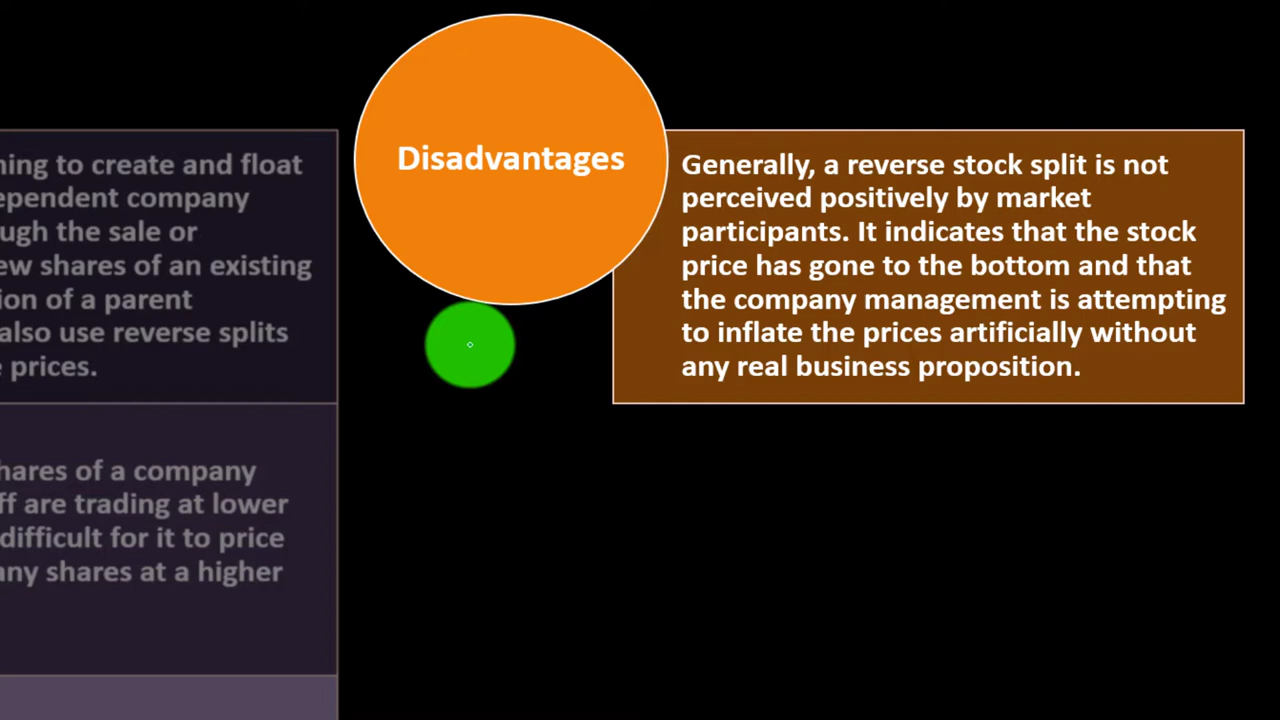 ning to create and float
ependent company
ugh the sale or
ew shares of an existing
ion of a parent
also use reverse splits
e prices.
hares of a company
ff are trading at lower
difficult for it to price
any shares at a higher
Disadvantages
Generally, a reverse stock split is not
perceived positively by market
participants. It indicates that the stock
price has gone to the bottom and that
the company management is attempting
to inflate the prices artificially without
any real business proposition.